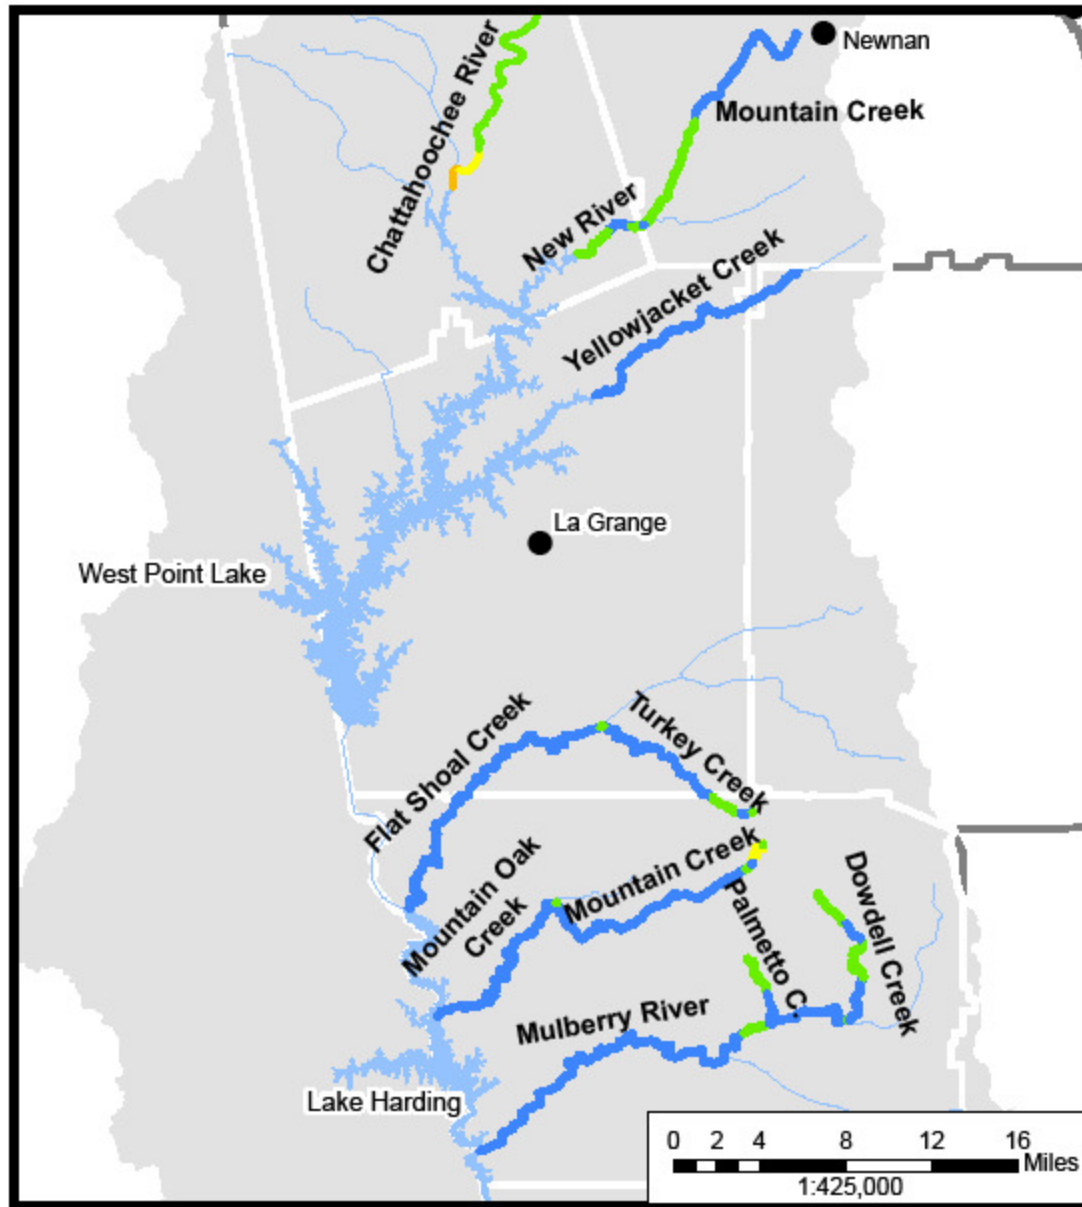 Newnan
Chattahoochee River
Mountain Creek
New River
Yellowjacket Creek
La Grange
West Point Lake
Flat Shoal Creek
Turkey Creek
Mountain Oak
Creek
Mountain Creek
Palmetto C.
Dowdell Creek
Mulberry River
Lake Harding
0 2 4 8 12 16
Miles
1:425,000